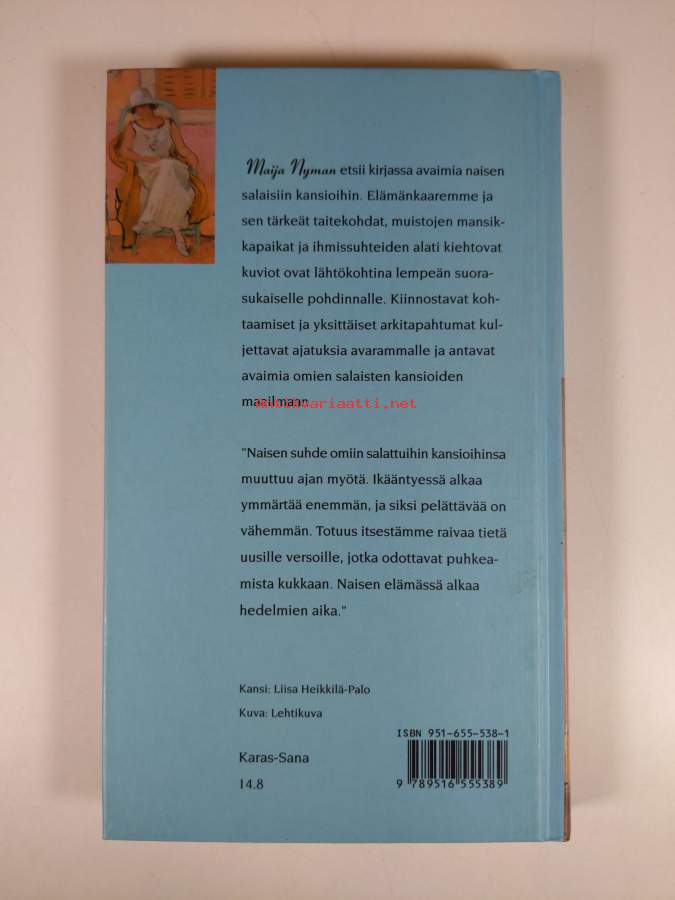 Maija Nyman etsii kirjassa avaimia naisen
salaisiin kansioihin. Elämänkaaremme ja
sen tärkeät taitekohdat, muistojen mansik-
kapaikat ja ihmissuhteiden alati kiehtovat
kuviot ovat lähtökohtina lempeän suora-
sukaiselle pohdinnalle. Kiinnostavat koh-
taamiset ja yksittäiset arkitapahtumat kul-
jettavat ajatuksia avarammalle ja antavat
avaimia omien salaisten kansioiden
maailmaan.
antikvariaatti.net
"Naisen suhde omiin salattuihin kansioihinsa
muuttuu ajan myötä. Ikääntyessä alkaa
ymmärtää enemmän, ja siksi pelättävää on
vähemmän. Totuus itsestämme raivaa tietä
uusille versoille, jotka odottavat puhkea-
mista kukkaan. Naisen elämässä alkaa
hedelmien aika."
Kansi: Liisa Heikkilä-Palo
Kuva: Lehtikuva
ISBN 951-655-538-1
Karas-Sana
14.8
9 789516 555389